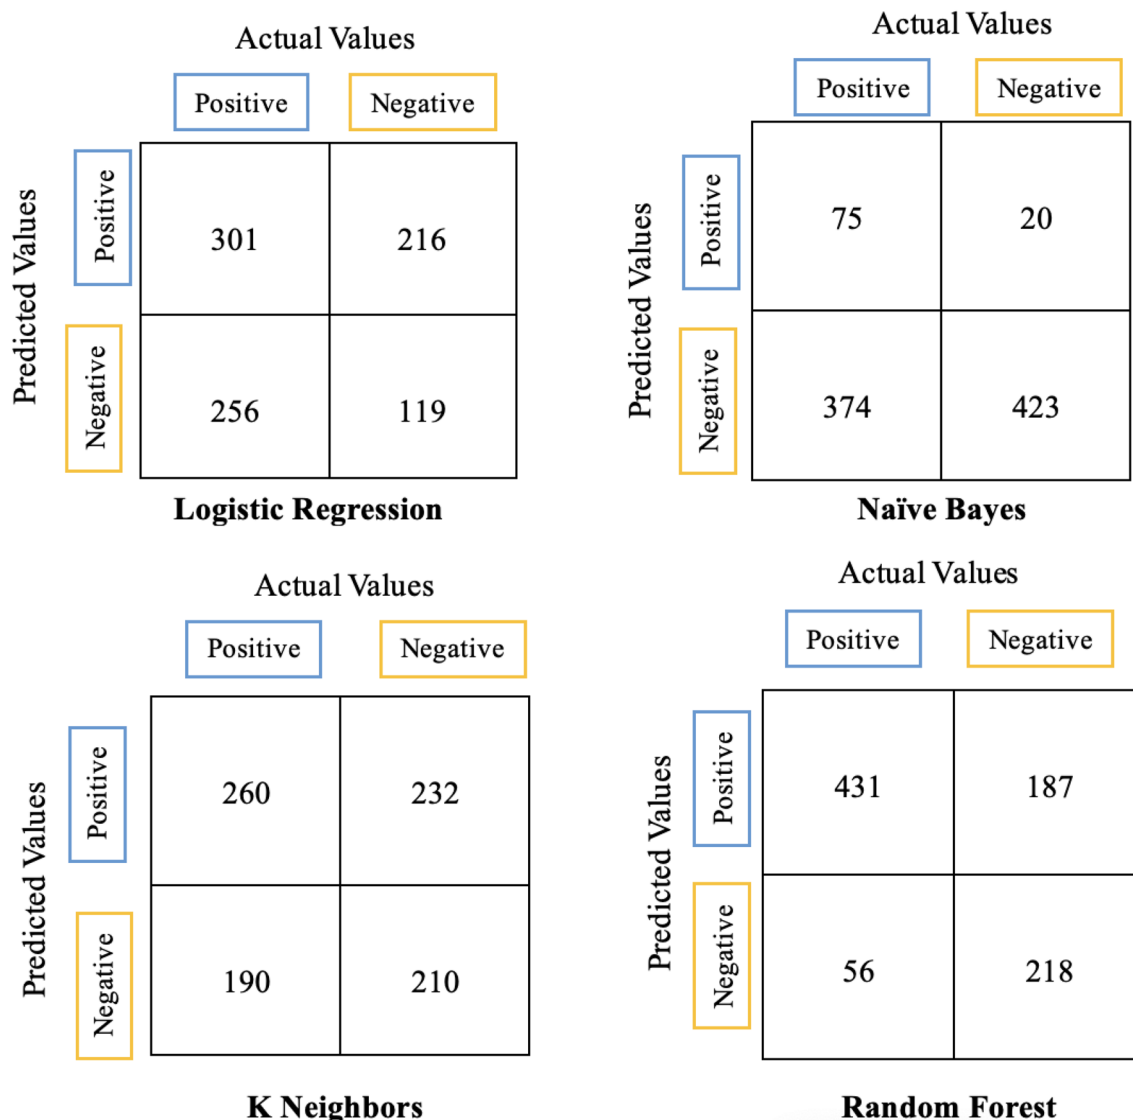 Actual Values
Positive Negative
Predicted Values
Positive
301 216
Negative
256 119
Logistic Regression
Actual Values
Positive Negative
Predicted Values
Positive
75 20
Negative
374 423
Naïve Bayes
Actual Values
Positive Negative
Predicted Values
Positive
260 232
Negative
190 210
K Neighbors
Actual Values
Positive Negative
Predicted Values
Positive
431 187
Negative
56 218
Random Forest